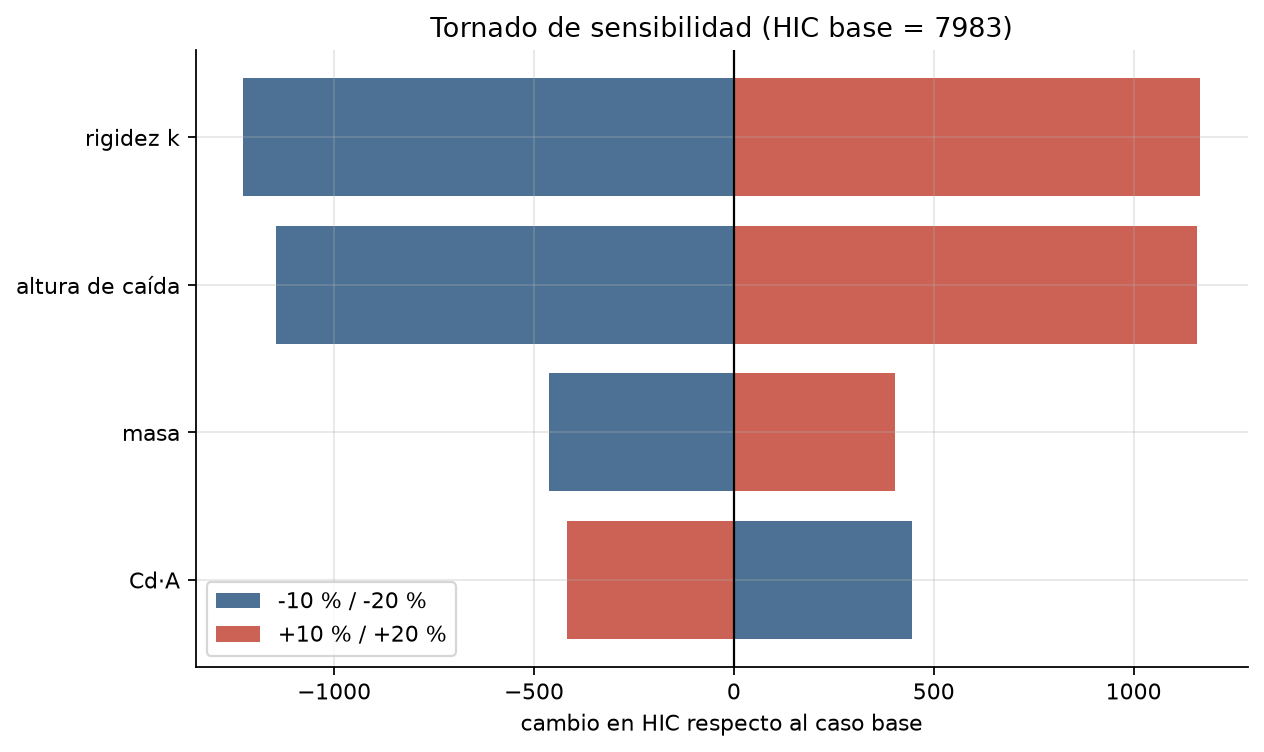 Tornado de sensibilidad (HIC base = 7983)
rigidez k
altura de caída
masa
Cd·A
-10 % / -20 %
+10 % / +20 %
−1000
−500
0
500
1000
cambio en HIC respecto al caso base